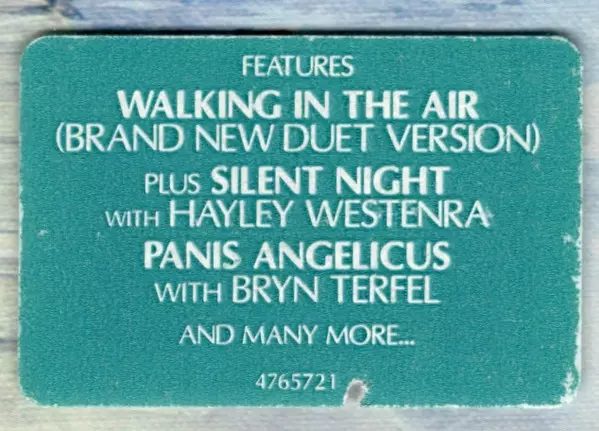 FEATURES
WALKING IN THE AIR
(BRAND NEW DUET VERSION)
PLUS SILENT NIGHT
WITH HAYLEY WESTENRA
PANIS ANGELICUS
WITH BRYN TERFEL
AND MANY MORE...
4765721